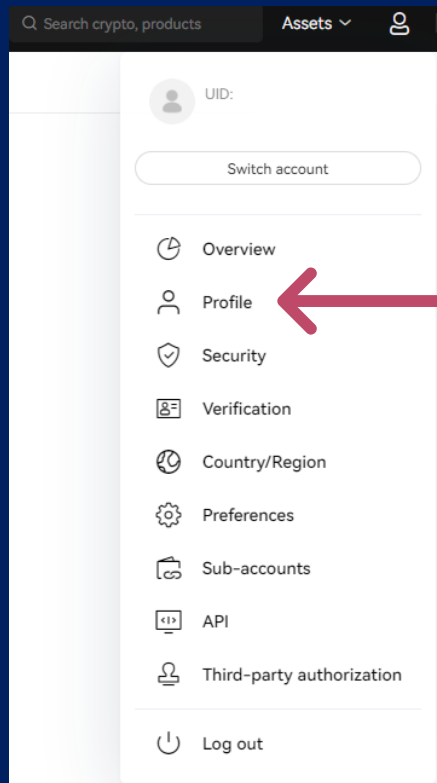 Search crypto, products
Assets
UID:
Switch account
Overview
Profile
Security
Verification
Country/Region
Preferences
Sub-accounts
API
Third-party authorization
Log out